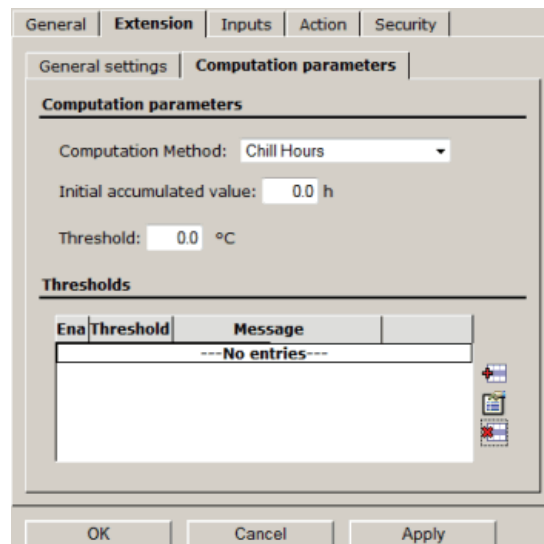 General Extension Inputs Action Security
General settings Computation parameters
Computation parameters
Computation Method: Chill Hours
Initial accumulated value: 0.0 h
Threshold: 0.0 °C
Thresholds
Ena Threshold Message
---No entries---
OK Cancel Apply